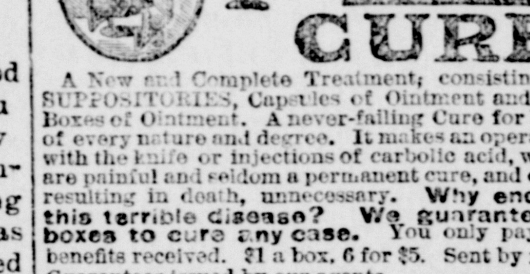 CURE
A New and Complete Treatment, consisting
SUPPOSITORIES, Capsules of Ointment and
Boxes of Ointment. A never-failing Cure for
of every nature and degree. It makes an oper
with the knife or injections of carbolic acid, w
are painful and seldom a permanent cure, and
resulting in death, unnecessary. Why end
this terrible disease? We guarante
boxes to cure any case. You only pay
benefits received. $1 a box, 6 for $5. Sent by